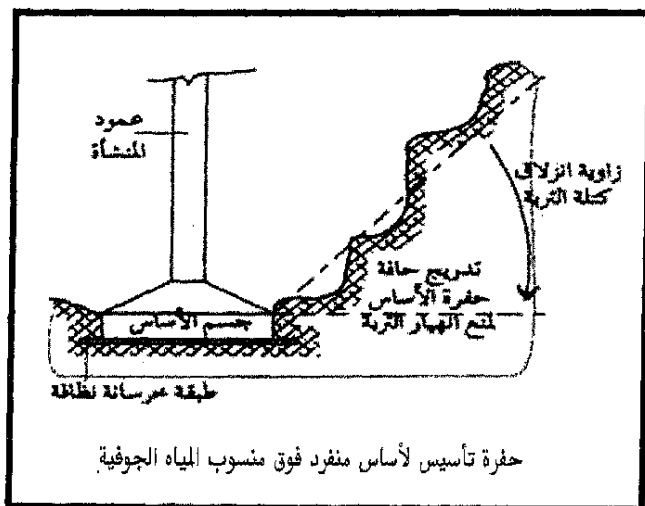 عمود
المنشأة
زاوية انزلاق
كتلة التربة
تدريج حافة
حفرة الأساس
لمنع انهيار التربة
جسم الأساس
طبقة خرسانة نظافة
حفرة تأسيس لأساس منفرد فوق منسوب المياه الجوفية